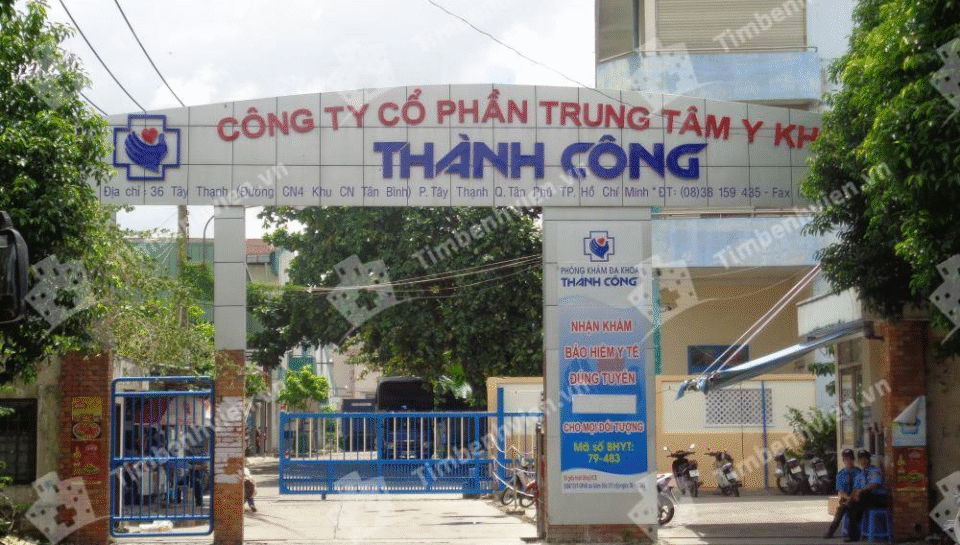 CÔNG TY CỔ PHẦN TRUNG TÂM Y KH
THÀNH CÔNG
Địa chỉ : 36 Tây Thạnh (Đường CN4 Khu CN Tân Bình) P. Tây Thạnh Q. Tân Phú TP. Hồ Chí Minh * ĐT: (08)38 159 435 - Fax
PHÒNG KHÁM ĐA KHOA
THÀNH CÔNG
NHẬN KHÁM
BẢO HIỂM Y TẾ
ĐÚNG TUYẾN
CHO MỌI ĐỐI TƯỢNG
Mã số BHYT:
79-483
Timbenhvien.vn